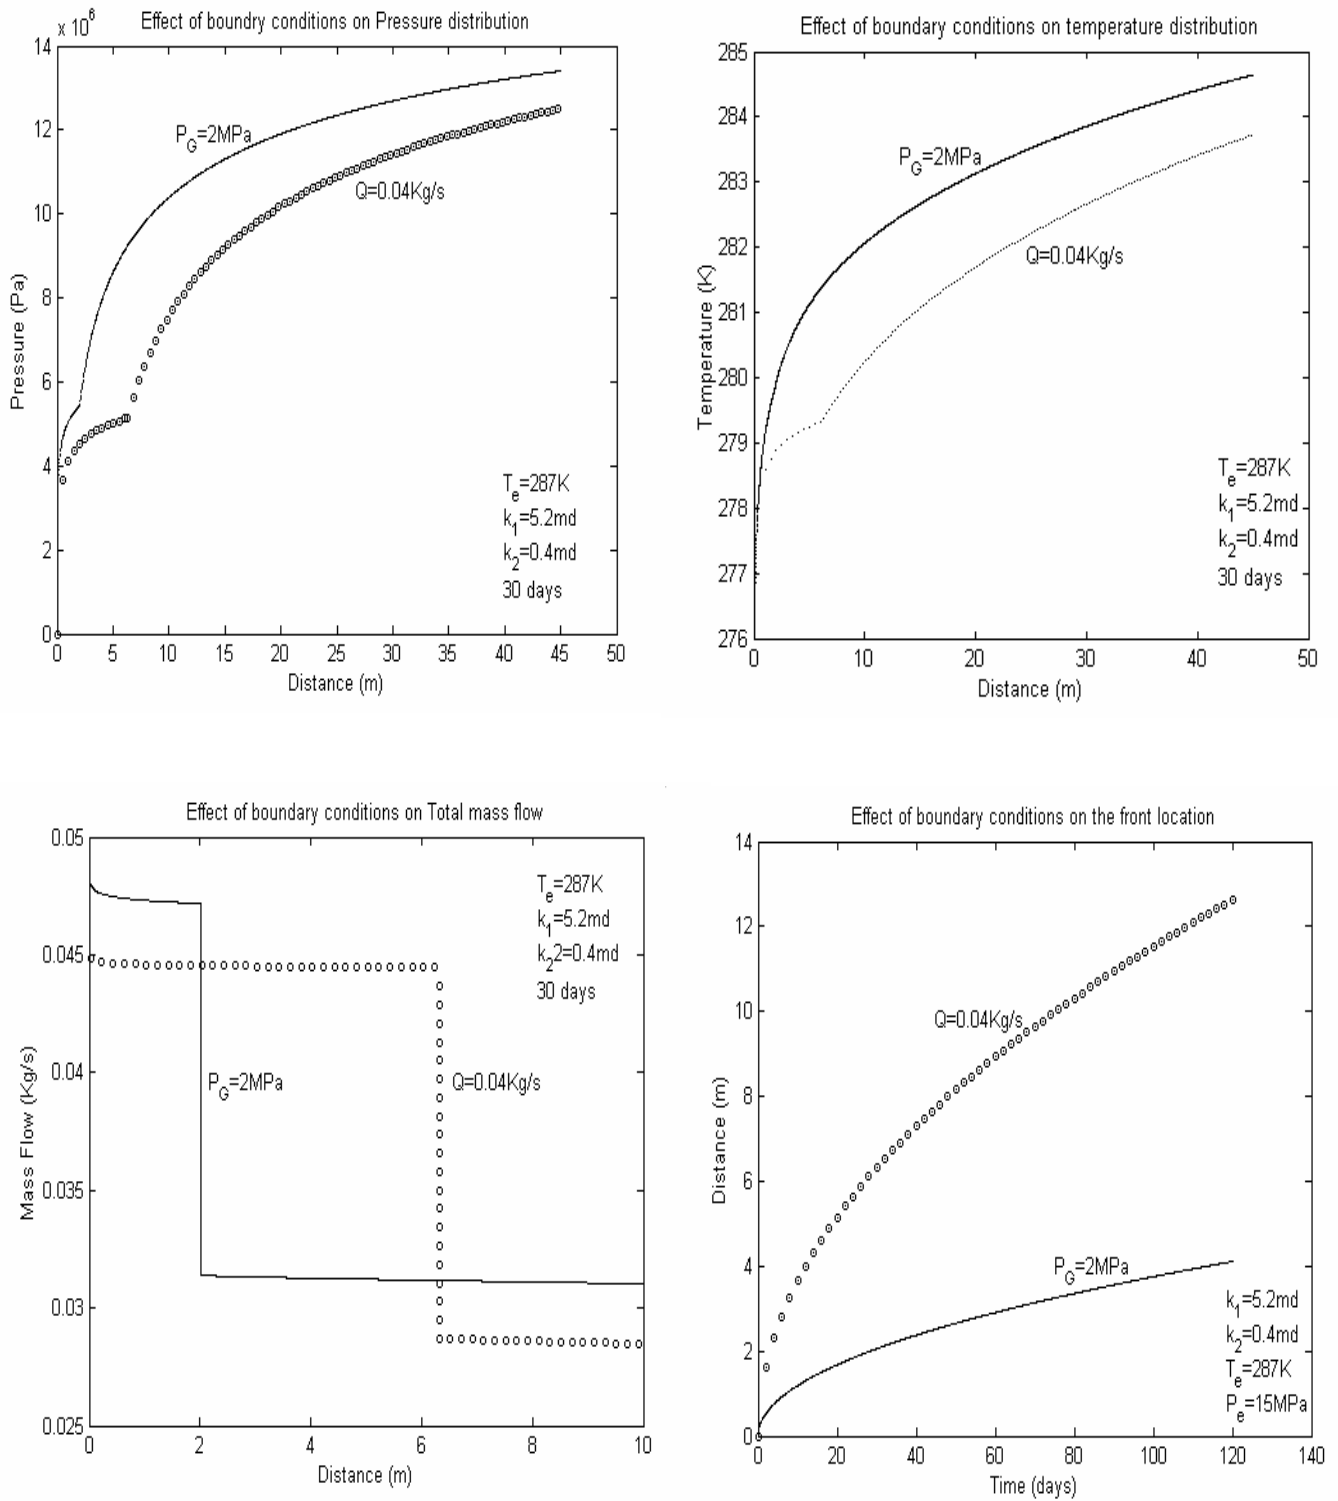 Effect of boundry conditions on Pressure distribution
x 10^6
14
12
10
8
6
4
2
0
Pressure (Pa)
P_G=2MPa
Q=0.04Kg/s
T_e=287K
k_1=5.2md
k_2=0.4md
30 days
0 5 10 15 20 25 30 35 40 45 50
Distance (m)
Effect of boundary conditions on temperature distribution
285
284
283
282
281
280
279
278
277
276
Temperature (K)
P_G=2MPa
Q=0.04Kg/s
T_e=287K
k_1=5.2md
k_2=0.4md
30 days
0 10 20 30 40 50
Distance (m)
Effect of boundary conditions on Total mass flow
0.05
0.045
0.04
0.035
0.03
0.025
Mass Flow (Kg/s)
T_e=287K
k_1=5.2md
k_22=0.4md
30 days
P_G=2MPa
Q=0.04Kg/s
0 2 4 6 8 10
Distance (m)
Effect of boundary conditions on the front location
14
12
10
8
6
4
2
0
Distance (m)
Q=0.04Kg/s
P_G=2MPa
k_1=5.2md
k_2=0.4md
T_e=287K
P_e=15MPa
0 20 40 60 80 100 120 140
Time (days)